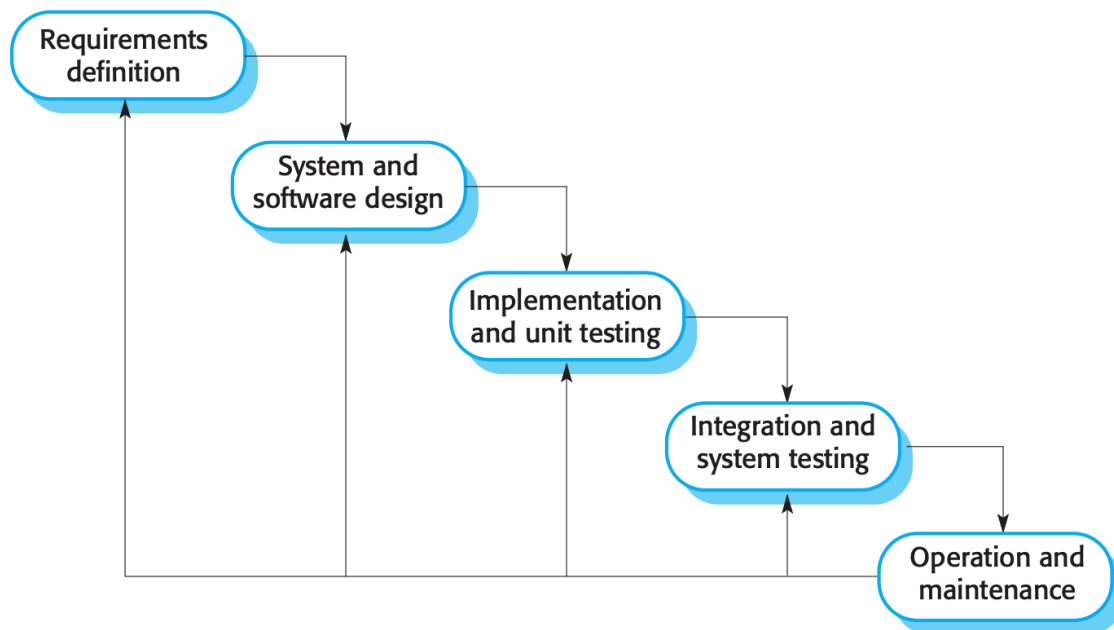 Requirements
definition
System and
software design
Implementation
and unit testing
Integration and
system testing
Operation and
maintenance